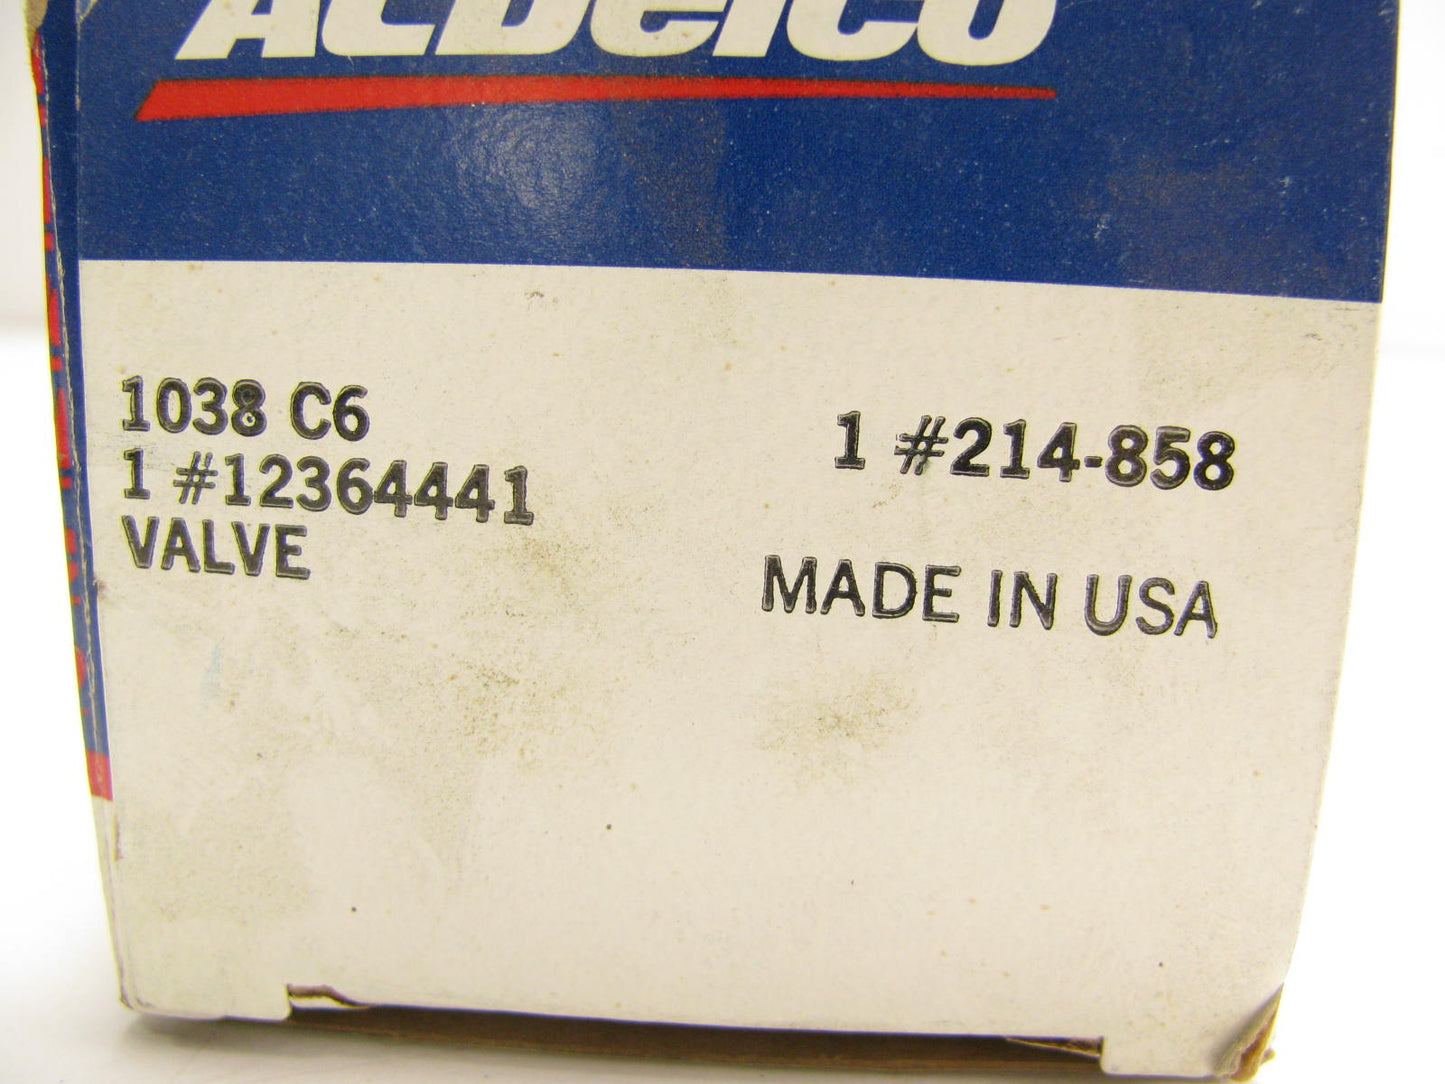 ACDelco
1038 C6
1 #12364441
VALVE
1 #214-858
MADE IN USA